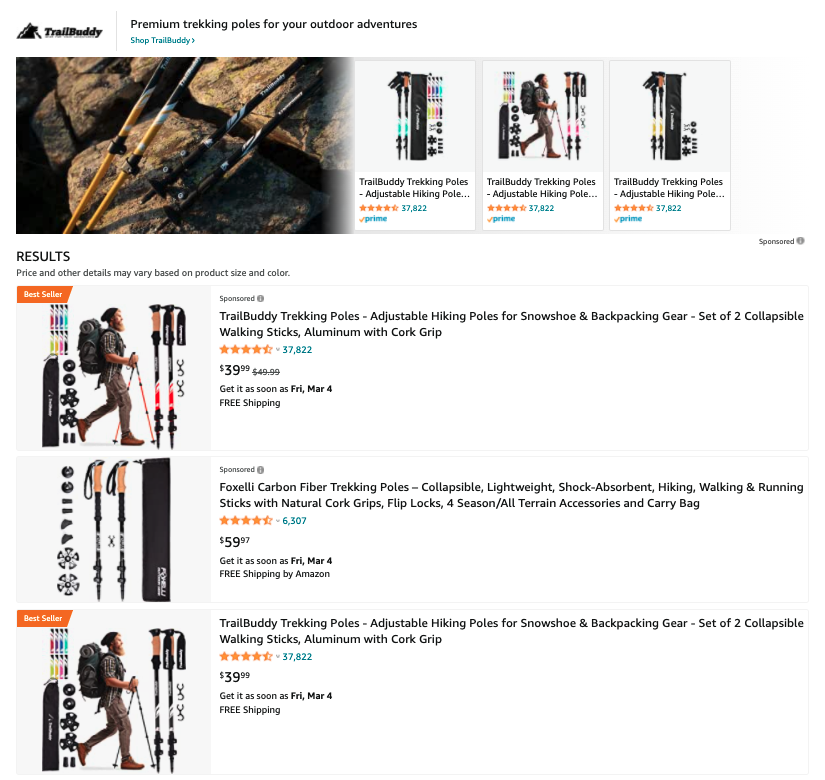 TrailBuddy
Premium trekking poles for your outdoor adventures
Shop TrailBuddy ›
TrailBuddy Trekking Poles
- Adjustable Hiking Pole...
37,822
prime
TrailBuddy Trekking Poles
- Adjustable Hiking Pole...
37,822
prime
TrailBuddy Trekking Poles
- Adjustable Hiking Pole...
37,822
prime
Sponsored
RESULTS
Price and other details may vary based on product size and color.
Best Seller
Sponsored
TrailBuddy Trekking Poles - Adjustable Hiking Poles for Snowshoe & Backpacking Gear - Set of 2 Collapsible
Walking Sticks, Aluminum with Cork Grip
37,822
$39.99 $49.99
Get it as soon as Fri, Mar 4
FREE Shipping
FOXELLI
Sponsored
Foxelli Carbon Fiber Trekking Poles – Collapsible, Lightweight, Shock-Absorbent, Hiking, Walking & Running
Sticks with Natural Cork Grips, Flip Locks, 4 Season/All Terrain Accessories and Carry Bag
6,307
$59.97
Get it as soon as Fri, Mar 4
FREE Shipping by Amazon
Best Seller
TrailBuddy Trekking Poles - Adjustable Hiking Poles for Snowshoe & Backpacking Gear - Set of 2 Collapsible
Walking Sticks, Aluminum with Cork Grip
37,822
$39.99
Get it as soon as Fri, Mar 4
FREE Shipping